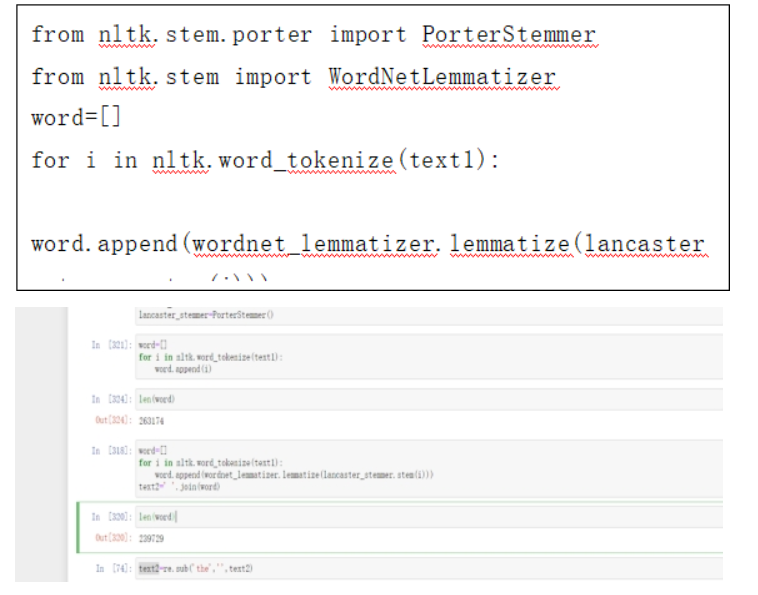 from nltk.stem.porter import PorterStemmer
from nltk.stem import WordNetLemmatizer
word=[]
for i in nltk.word_tokenize(text1):
word.append(wordnet_lemmatizer.lemmatize(lancaster
lancaster_stemmer=PorterStemmer()
In [321]: word=[]
for i in nltk.word_tokenize(text1):
word.append(i)
In [324]: len(word)
Out[324]: 263174
In [318]: word=[]
for i in nltk.word_tokenize(text1):
word.append(wordnet_lemmatizer.lemmatize(lancaster_stemmer.stem(i)))
text2=' '.join(word)
In [320]: len(word)
Out[320]: 239729
In [74]: text2=re.sub('the','',text2)